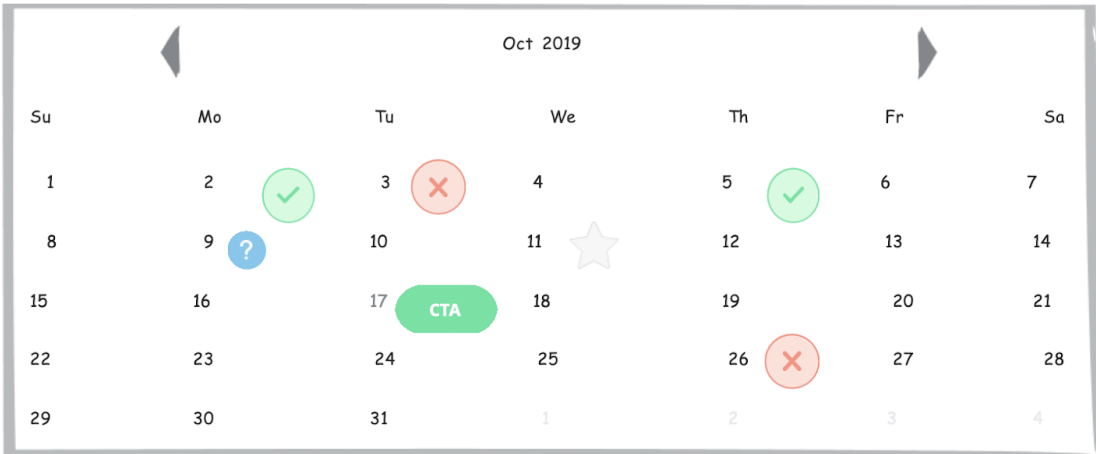 Oct 2019
Su Mo Tu We Th Fr Sa
1 2 3 4 5 6 7
8 9 ? 10 11 12 13 14
15 16 17 CTA 18 19 20 21
22 23 24 25 26 27 28
29 30 31 1 2 3 4